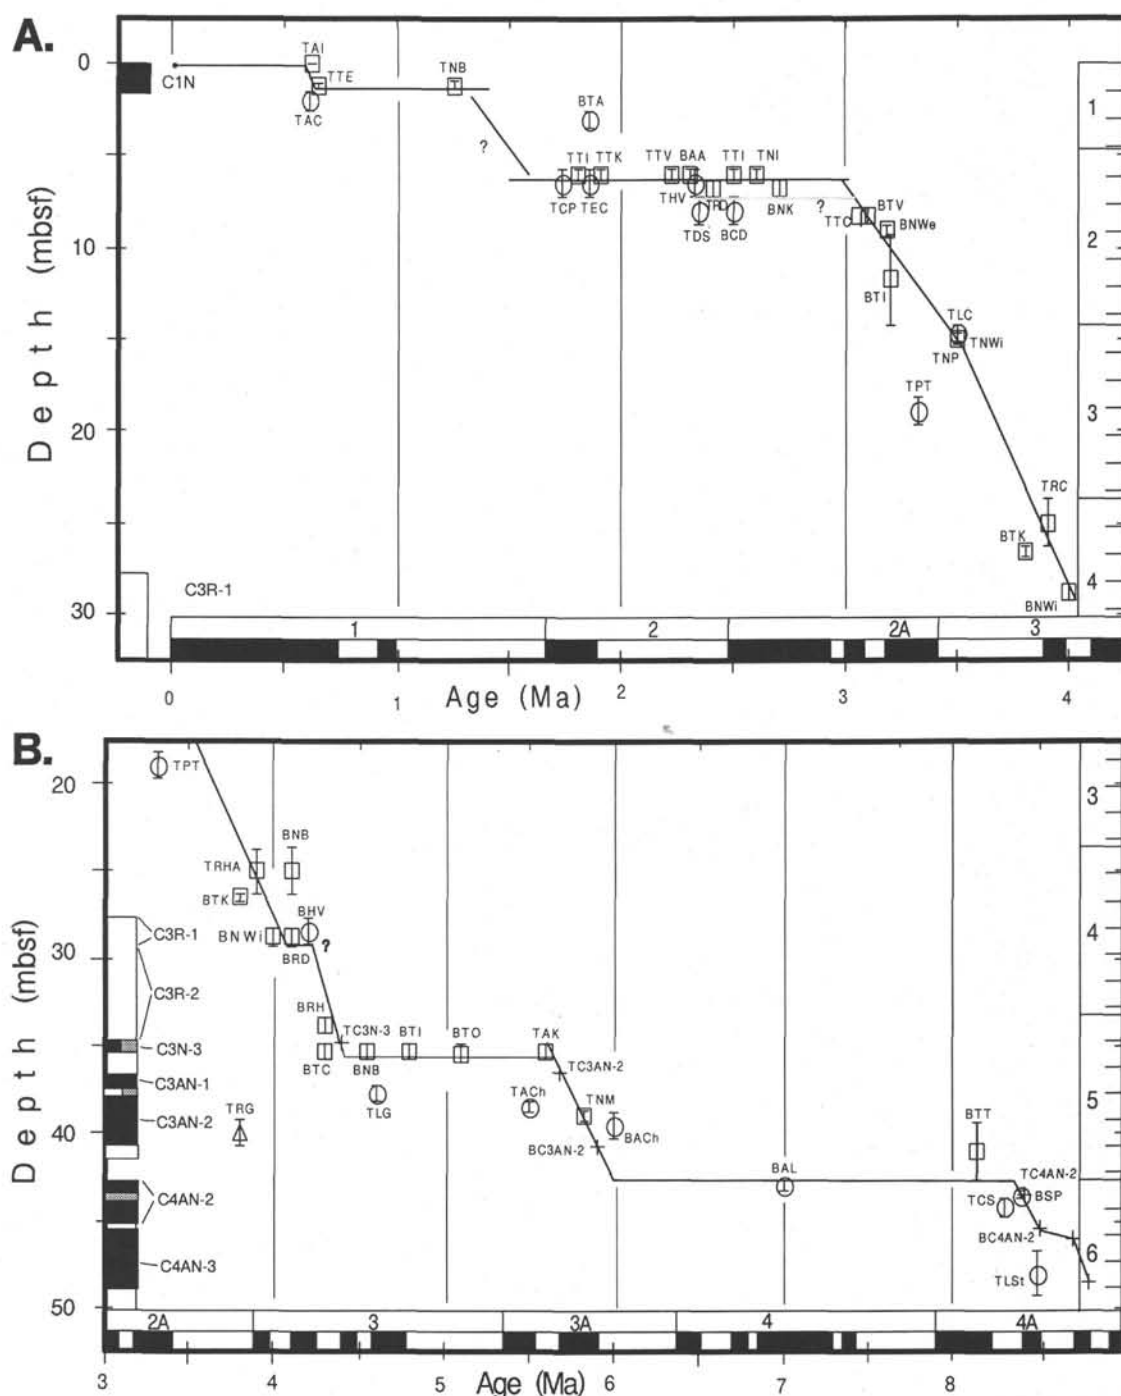 A.
0
10
20
30
Depth (mbsf)
C1N
C3R-1
TAI
TTE
TAC
TNB
?
BTA
TTI
TTK
TCP
TEC
TTV
BAA
TTI
TNI
THV
BNK
TDS
BCD
?
TTC
BTV
BNWe
BTI
TLC
TNWi
TNP
TPT
TRC
BTK
BNWi
1
2
3
4
1
2
2A
3
0
1
2
3
4
Age (Ma)
B.
20
30
40
50
Depth (mbsf)
C3R-1
C3R-2
C3N-3
C3AN-1
C3AN-2
C4AN-2
C4AN-3
TPT
TRHA
BNB
BTK
BHV
BNWi
BRD
?
BRH
TC3N-3
BTI
BTO
TAK
BTC
BNB
TC3AN-2
TLG
TACh
TNM
TRG
BACh
BC3AN-2
BAL
BTT
TC4AN-2
TCS
BSP
BC4AN-2
TLSt
3
4
5
6
2A
3
3A
4
4A
3
4
5
6
7
8
Age (Ma)